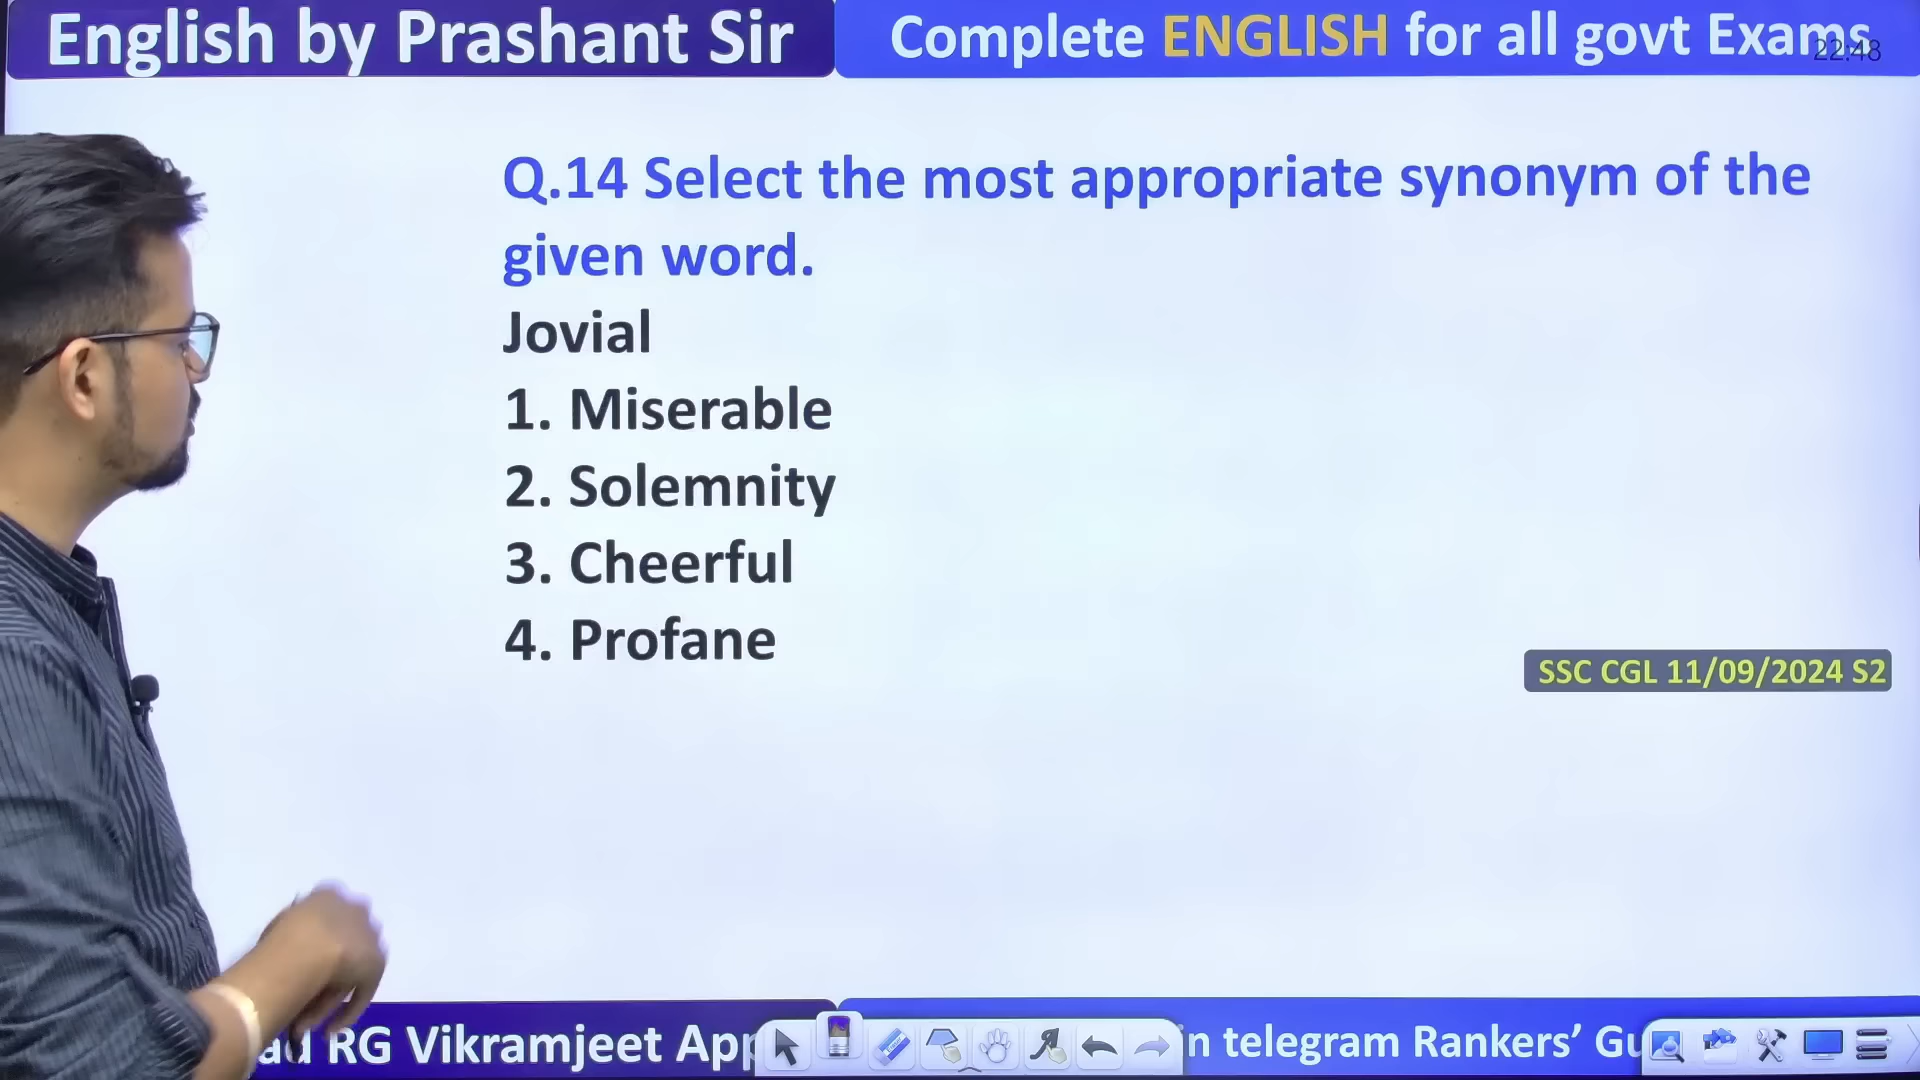 English by Prashant Sir
Complete ENGLISH for all govt Exams
22:48
Q.14 Select the most appropriate synonym of the
given word.
Jovial
1. Miserable
2. Solemnity
3. Cheerful
4. Profane
SSC CGL 11/09/2024 S2
RG Vikramjeet App
telegram Rankers’